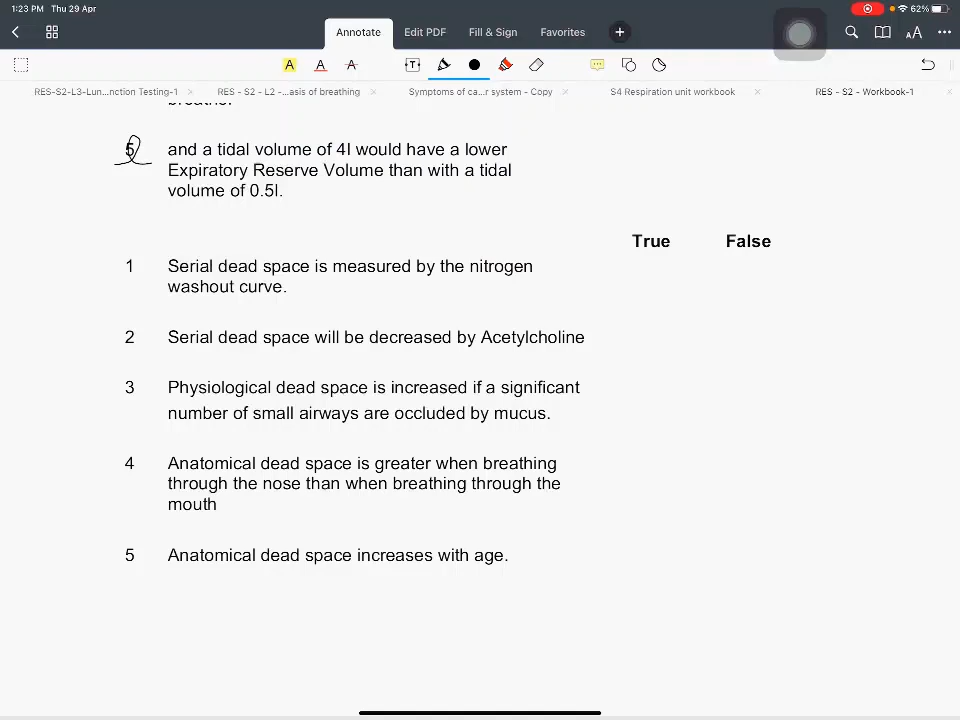 1:23 PM Thu 29 Apr
62%
Annotate Edit PDF Fill & Sign Favorites
RES-S2-L3-Lun...nction Testing-1 RES - S2 - L2 -...asis of breathing Symptoms of ca...r system - Copy S4 Respiration unit workbook RES - S2 - Workbook-1
5 and a tidal volume of 4l would have a lower
Expiratory Reserve Volume than with a tidal
volume of 0.5l.
True False
1 Serial dead space is measured by the nitrogen
washout curve.
2 Serial dead space will be decreased by Acetylcholine
3 Physiological dead space is increased if a significant
number of small airways are occluded by mucus.
4 Anatomical dead space is greater when breathing
through the nose than when breathing through the
mouth
5 Anatomical dead space increases with age.